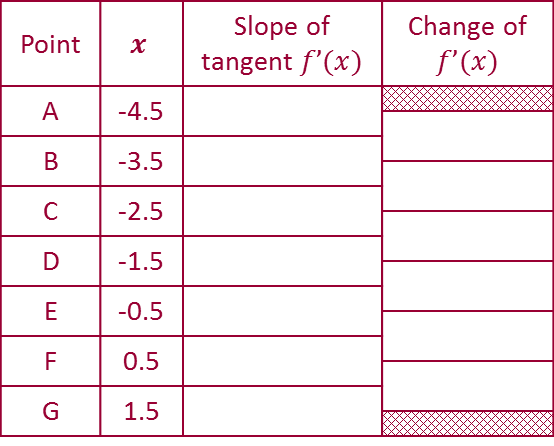 Point x Slope of tangent f’(x) Change of f’(x)
A -4.5
B -3.5
C -2.5
D -1.5
E -0.5
F 0.5
G 1.5